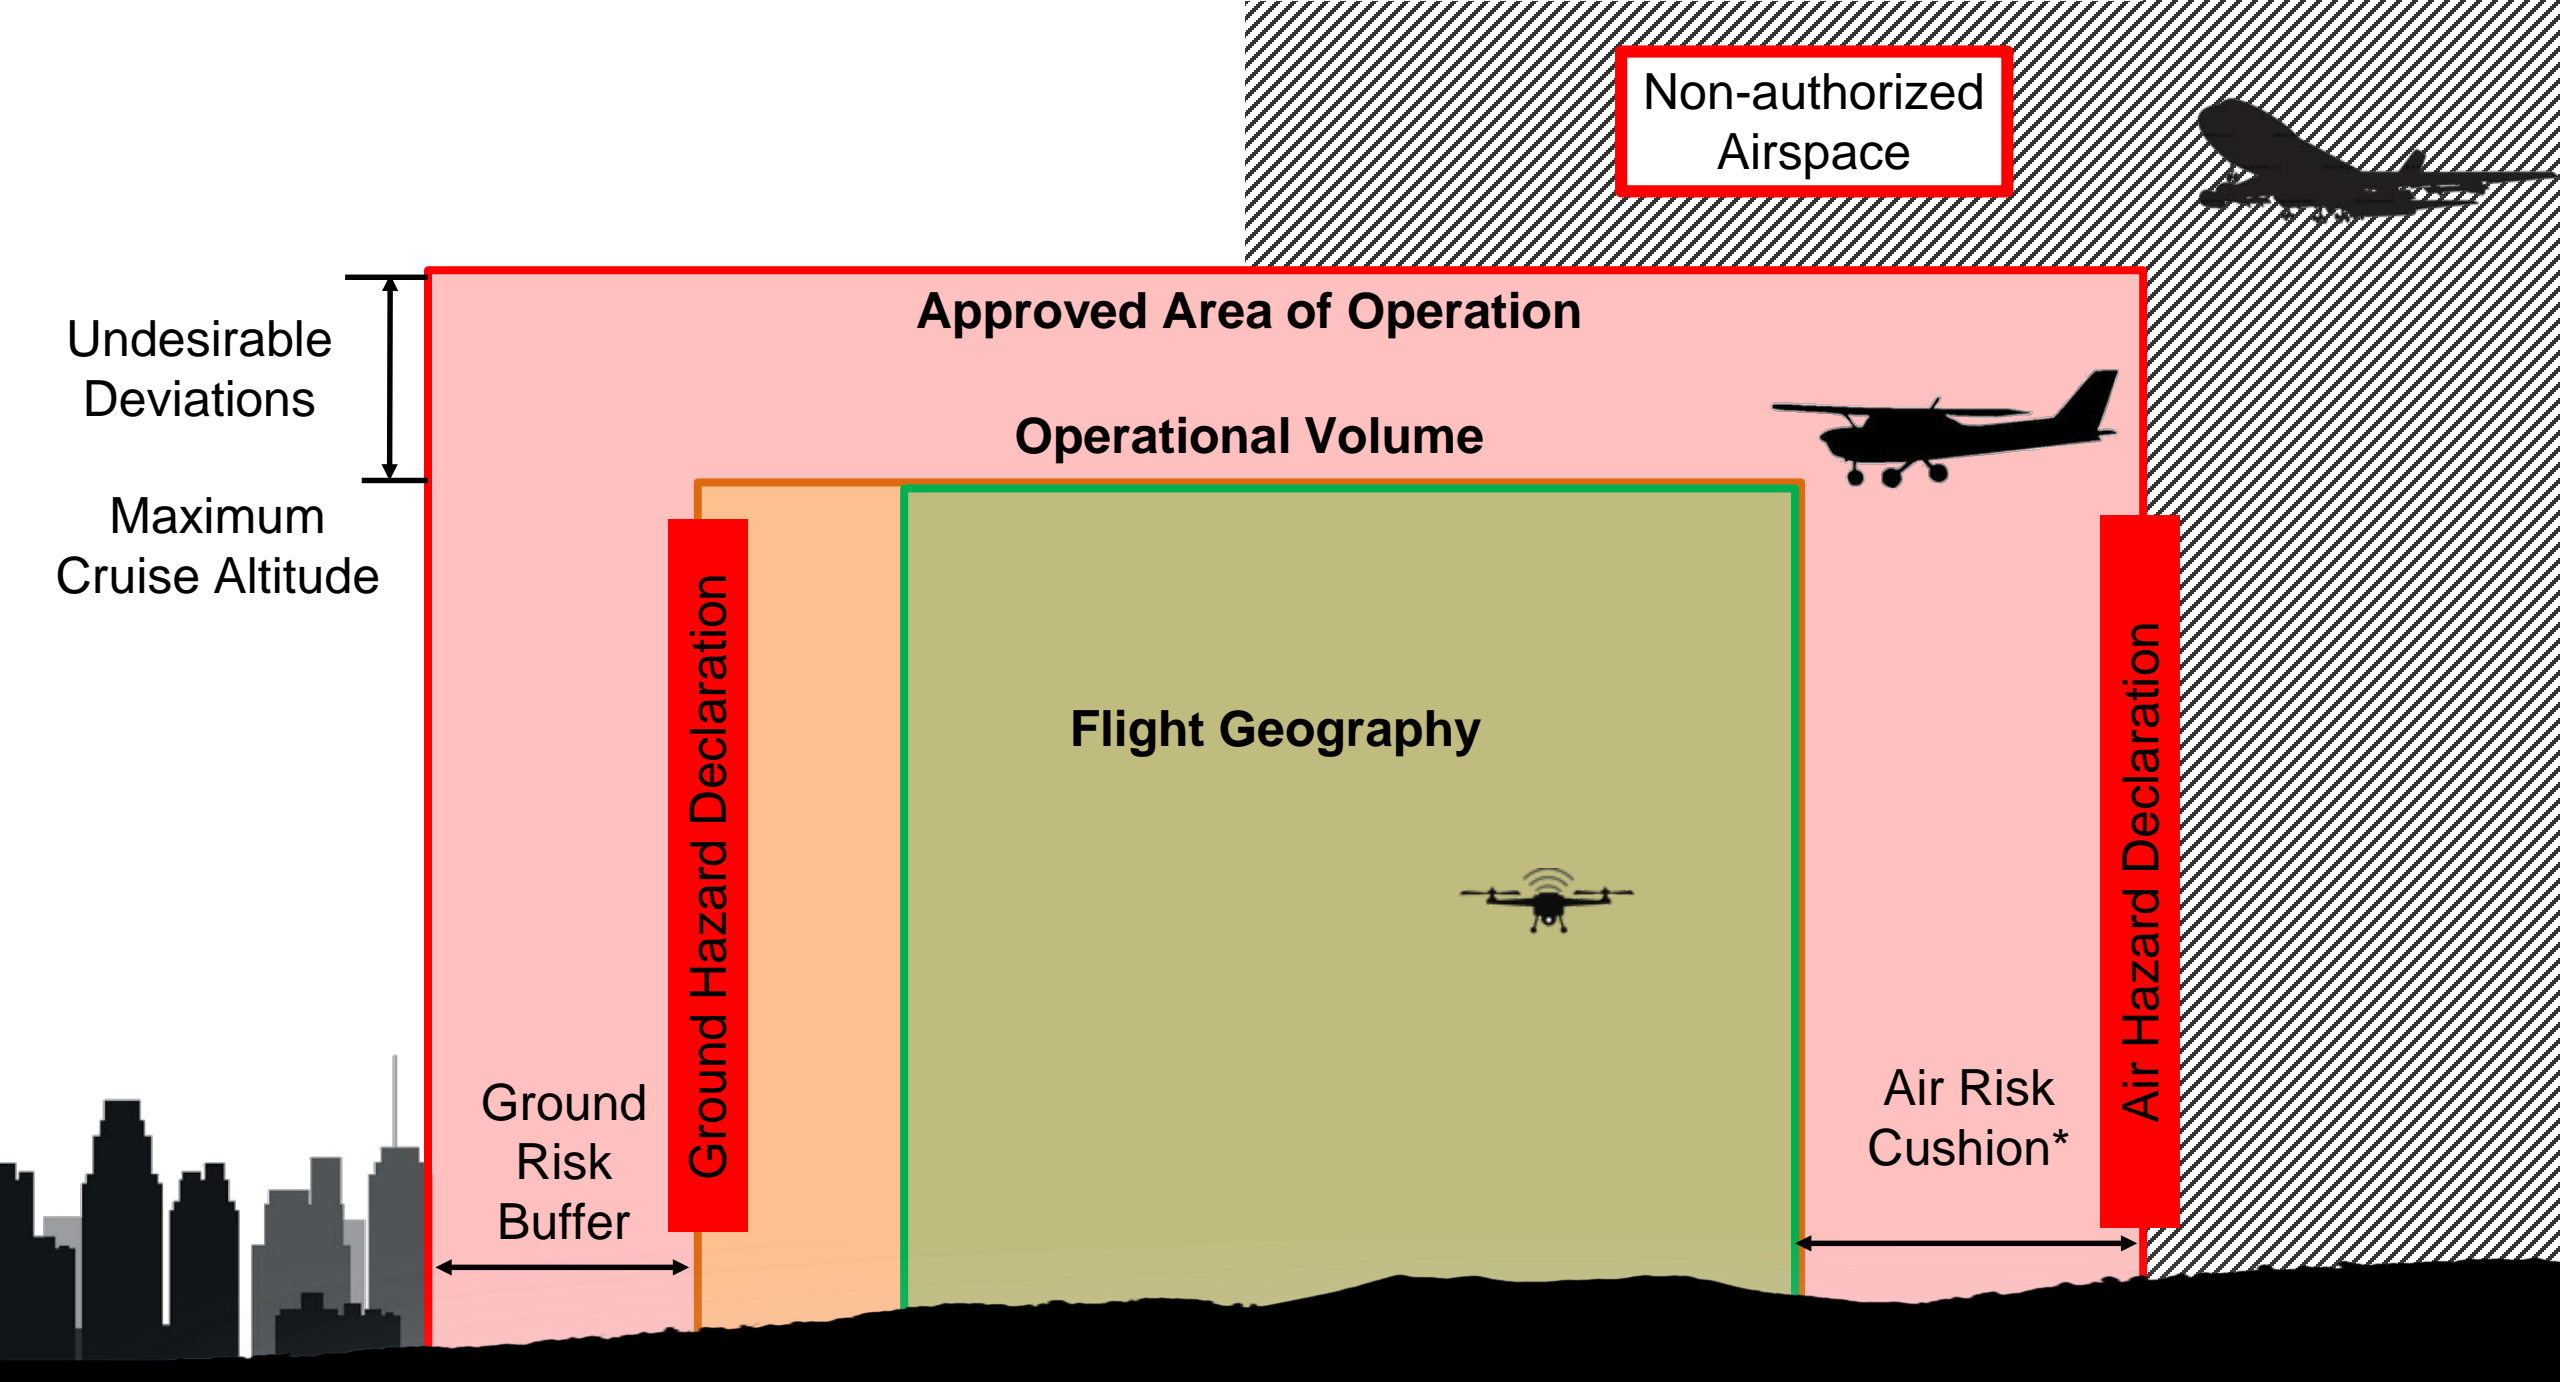 Non-authorized
Airspace
Approved Area of Operation
Undesirable
Deviations
Operational Volume
Maximum
Cruise Altitude
Ground Hazard Declaration
Air Hazard Declaration
Flight Geography
Ground
Risk
Buffer
Air Risk
Cushion*